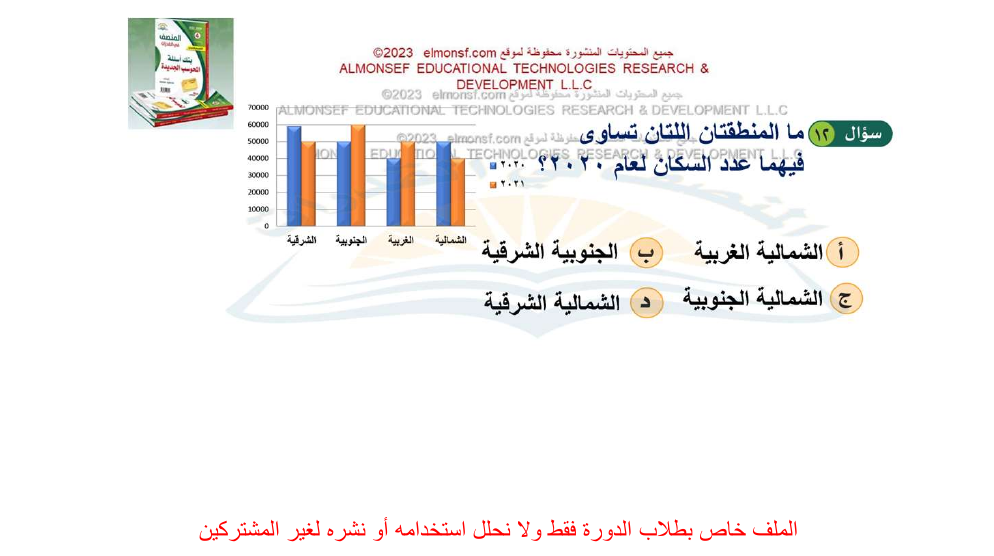 جميع المحتويات المنشورة محفوظة لموقع elmonsf.com ©2023
ALMONSEF EDUCATIONAL TECHNOLOGIES RESEARCH &
DEVELOPMENT L.L.C
جميع المحتويات المنشورة محفوظة لموقع elmonsf.com ©2023
ALMONSEF EDUCATIONAL TECHNOLOGIES RESEARCH & DEVELOPMENT L.L.C
المنصف
بنك أسئلة
سؤال ١٢
ما المنطقتان اللتان تساوى
فيهما عدد السكان لعام ٢٠٢٠؟
70000
60000
50000
40000
30000
20000
10000
0
٢٠٢٠
٢٠٢١
الشرقية الجنوبية الغربية الشمالية
أ الشمالية الغربية
ب الجنوبية الشرقية
ج الشمالية الجنوبية
د الشمالية الشرقية
الملف خاص بطلاب الدورة فقط ولا نحلل استخدامه أو نشره لغير المشتركين